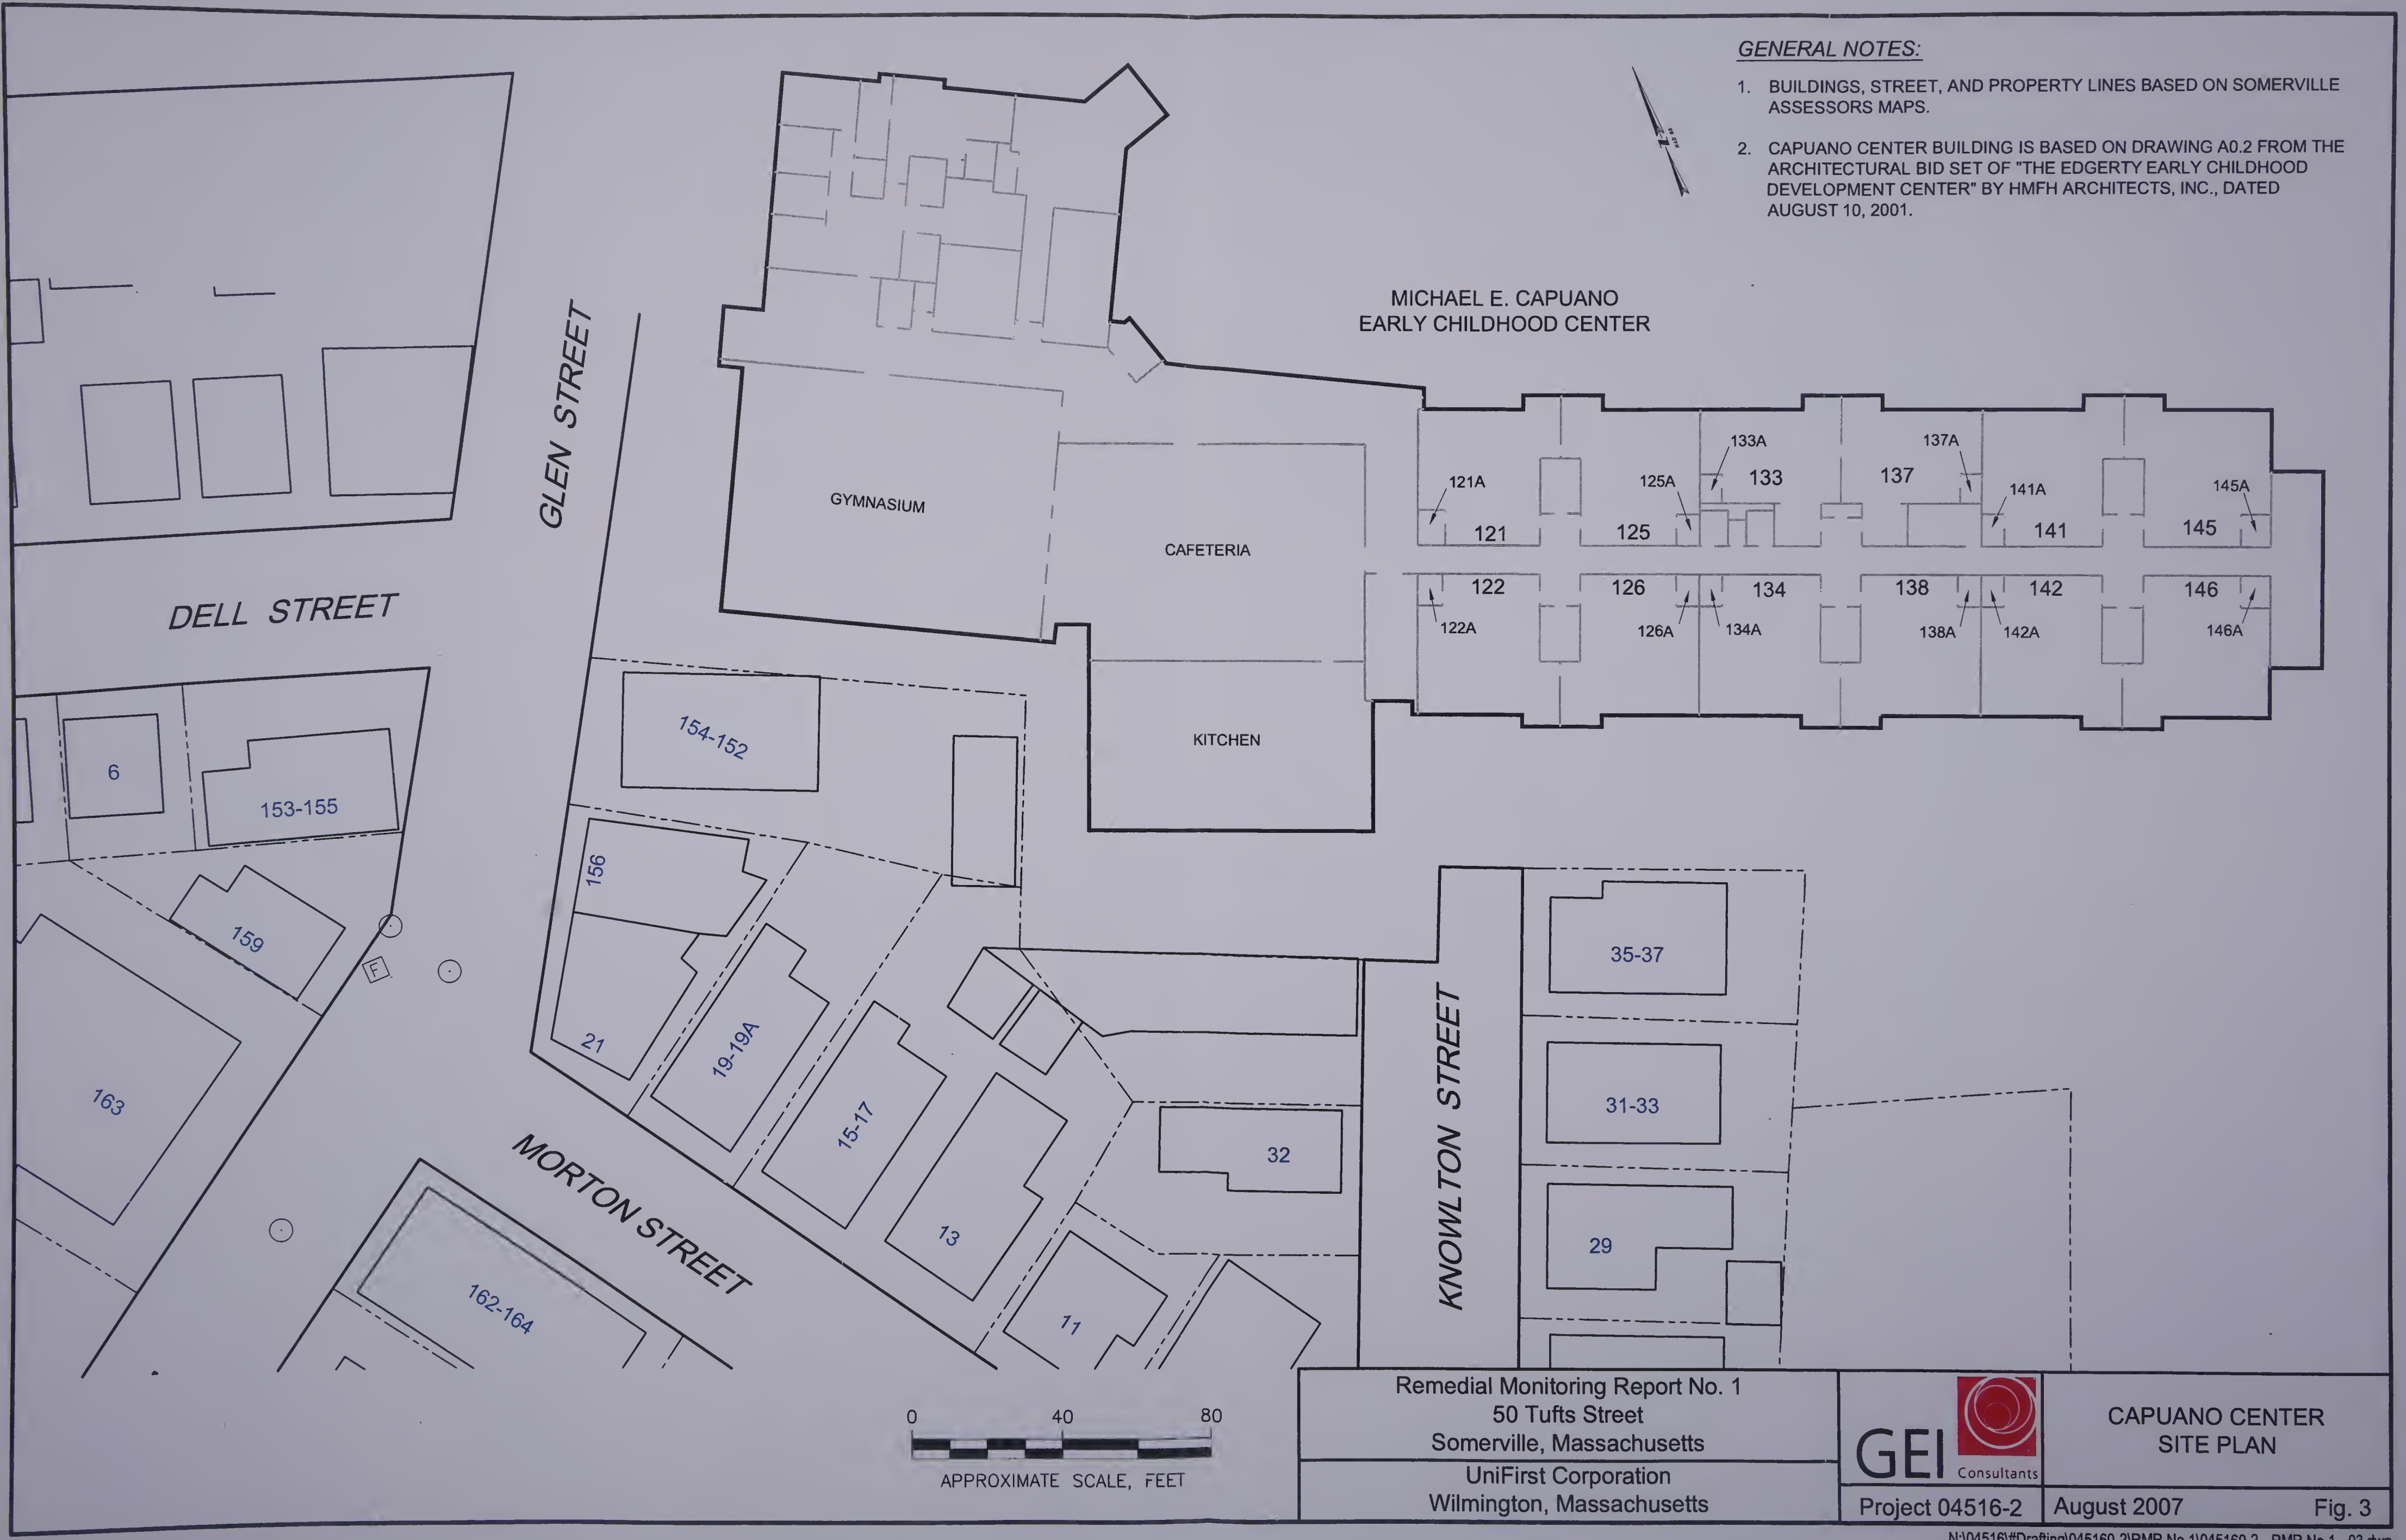 GENERAL NOTES:
1. BUILDINGS, STREET, AND PROPERTY LINES BASED ON SOMERVILLE
ASSESSORS MAPS.
2. CAPUANO CENTER BUILDING IS BASED ON DRAWING A0.2 FROM THE
ARCHITECTURAL BID SET OF "THE EDGERTY EARLY CHILDHOOD
DEVELOPMENT CENTER" BY HMFH ARCHITECTS, INC., DATED
AUGUST 10, 2001.
MICHAEL E. CAPUANO
EARLY CHILDHOOD CENTER
GLEN STREET
DELL STREET
GYMNASIUM
CAFETERIA
KITCHEN
133A
137A
133
137
121A
125A
141A
145A
121
125
141
145
122
126
134
138
142
146
122A
126A
134A
138A
142A
146A
154-152
6
153-155
156
159
F
163
21
19-19A
15-17
13
11
32
35-37
31-33
29
KNOWLTON STREET
MORTON STREET
162-164
0 40 80
APPROXIMATE SCALE, FEET
Remedial Monitoring Report No. 1
50 Tufts Street
Somerville, Massachusetts
UniFirst Corporation
Wilmington, Massachusetts
GEI Consultants
Project 04516-2
CAPUANO CENTER
SITE PLAN
August 2007
Fig. 3